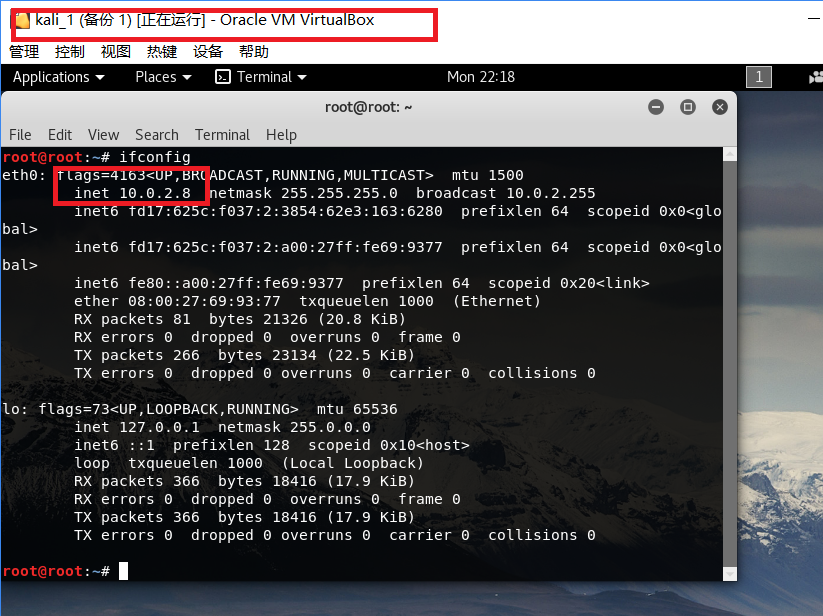 kali_1 (备份 1) [正在运行] - Oracle VM VirtualBox
管理 控制 视图 热键 设备 帮助
Applications Places Terminal Mon 22:18 1
root@root: ~
File Edit View Search Terminal Help
root@root:~# ifconfig
eth0: flags=4163<UP,BROADCAST,RUNNING,MULTICAST>  mtu 1500
        inet 10.0.2.8  netmask 255.255.255.0  broadcast 10.0.2.255
        inet6 fd17:625c:f037:2:3854:62e3:163:6280  prefixlen 64  scopeid 0x0<glo
bal>
        inet6 fd17:625c:f037:2:a00:27ff:fe69:9377  prefixlen 64  scopeid 0x0<glo
bal>
        inet6 fe80::a00:27ff:fe69:9377  prefixlen 64  scopeid 0x20<link>
        ether 08:00:27:69:93:77  txqueuelen 1000  (Ethernet)
        RX packets 81  bytes 21326 (20.8 KiB)
        RX errors 0  dropped 0  overruns 0  frame 0
        TX packets 266  bytes 23134 (22.5 KiB)
        TX errors 0  dropped 0 overruns 0  carrier 0  collisions 0
lo: flags=73<UP,LOOPBACK,RUNNING>  mtu 65536
        inet 127.0.0.1  netmask 255.0.0.0
        inet6 ::1  prefixlen 128  scopeid 0x10<host>
        loop  txqueuelen 1000  (Local Loopback)
        RX packets 366  bytes 18416 (17.9 KiB)
        RX errors 0  dropped 0  overruns 0  frame 0
        TX packets 366  bytes 18416 (17.9 KiB)
        TX errors 0  dropped 0 overruns 0  carrier 0  collisions 0
root@root:~#